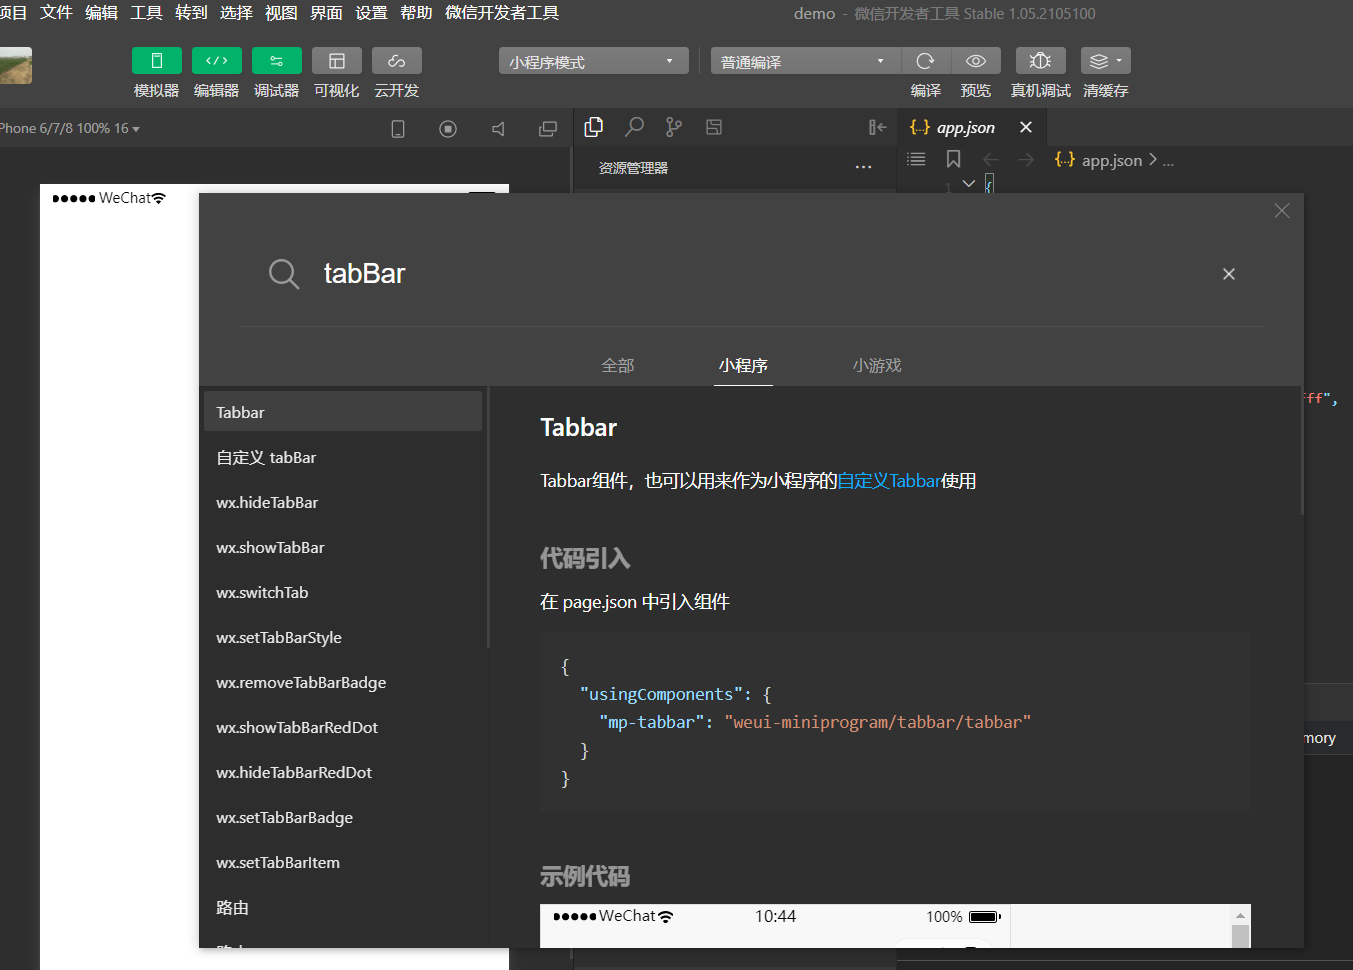 项目 文件 编辑 工具 转到 选择 视图 界面 设置 帮助 微信开发者工具
demo - 微信开发者工具 Stable 1.05.2105100
小程序模式
普通编译
模拟器 编辑器 调试器 可视化 云开发
编译 预览 真机调试 清缓存
Phone 6/7/8 100% 16
{..} app.json
资源管理器
{..} app.json > ...
1 {
WeChat
tabBar
全部 小程序 小游戏
Tabbar
自定义 tabBar
wx.hideTabBar
wx.showTabBar
wx.switchTab
wx.setTabBarStyle
wx.removeTabBarBadge
wx.showTabBarRedDot
wx.hideTabBarRedDot
wx.setTabBarBadge
wx.setTabBarItem
路由
Tabbar
Tabbar组件，也可以用来作为小程序的自定义Tabbar使用
代码引入
在 page.json 中引入组件
{
"usingComponents": {
"mp-tabbar": "weui-miniprogram/tabbar/tabbar"
}
}
示例代码
WeChat 10:44 100%
ff",
mory